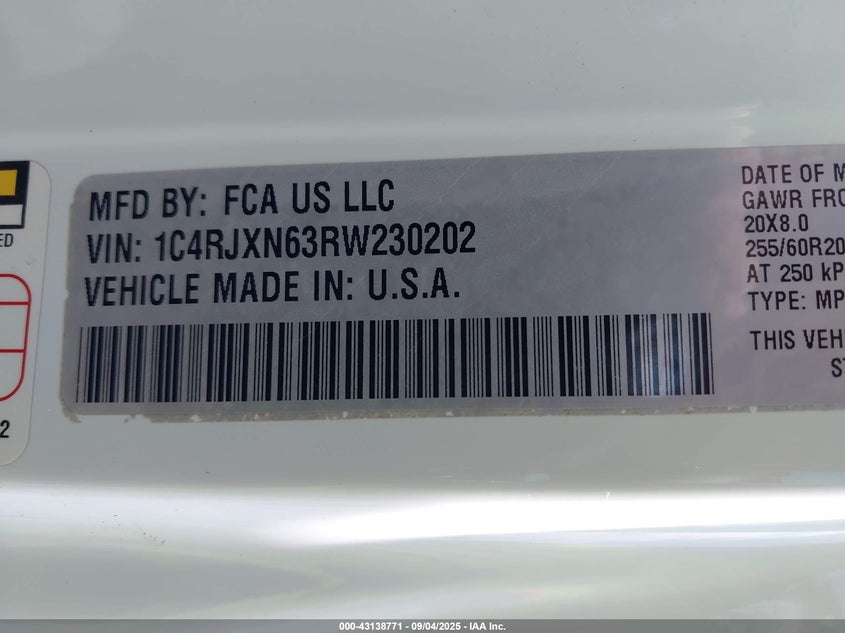 MFD BY: FCA US LLC
VIN: 1C4RJXN63RW230202
VEHICLE MADE IN: U.S.A.
DATE OF M
GAWR FRO
20X8.0
255/60R20
AT 250 kP
TYPE: MP
THIS VEH
ST
ED
2
000-43138771 - 09/04/2025 - IAA Inc.